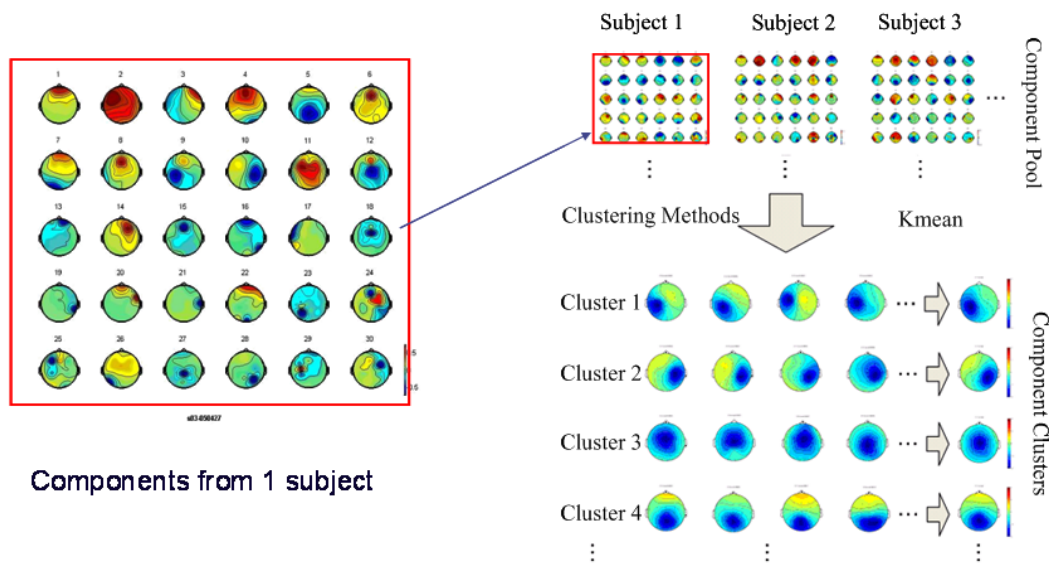 Subject 1 Subject 2 Subject 3
1 2 3 4 5 6
7 8 9 10 11 12
13 14 15 16 17 18
19 20 21 22 23 24
25 26 27 28 29 30
Components from 1 subject
...
Component Pool
Clustering Methods Kmean
Cluster 1 ...
Cluster 2 ...
Cluster 3 ...
Cluster 4 ...
Component Clusters